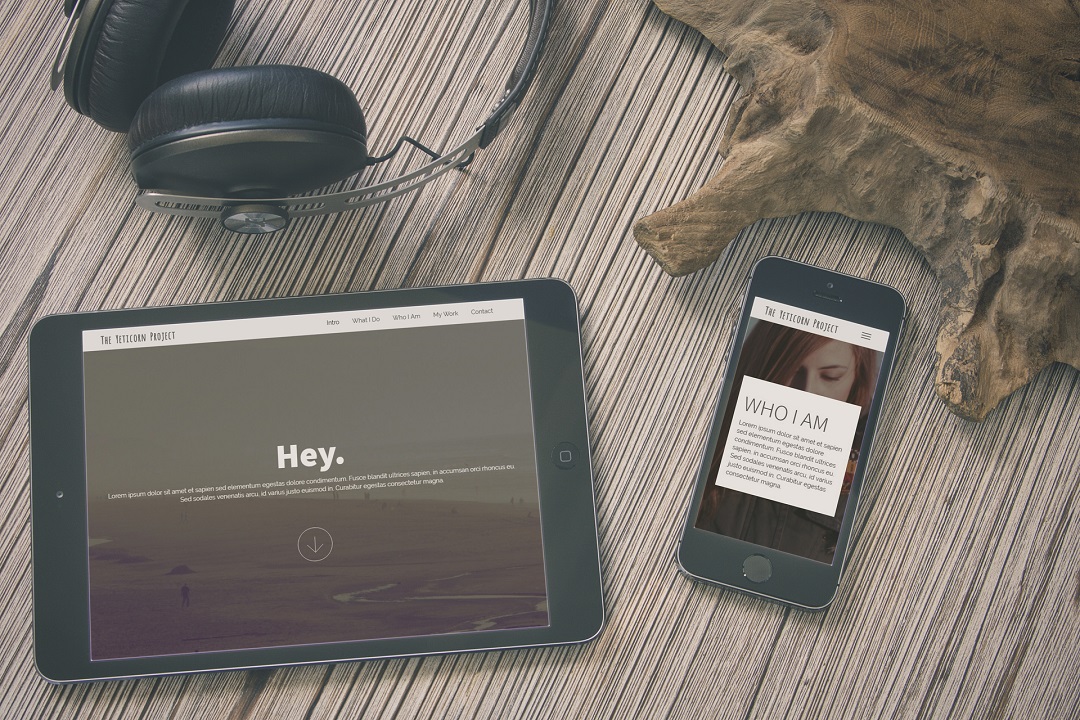 The Yeticorn Project
Intro What I Do Who I Am My Work Contact
Hey.
Lorem ipsum dolor sit amet et sapien sed elementum egestas dolore condimentum. Fusce blandit ultrices sapien, in accumsan orci rhoncus eu.
Sed sodales venenatis arcu, id varius justo euismod in. Curabitur egestas consectetur magna.
The Yeticorn Project
WHO I AM
Lorem ipsum dolor sit amet et sapien
sed elementum egestas dolore
condimentum. Fusce blandit ultrices
sapien, in accumsan orci rhoncus eu.
Sed sodales venenatis arcu, id varius
justo euismod in. Curabitur egestas
consectetur magna.